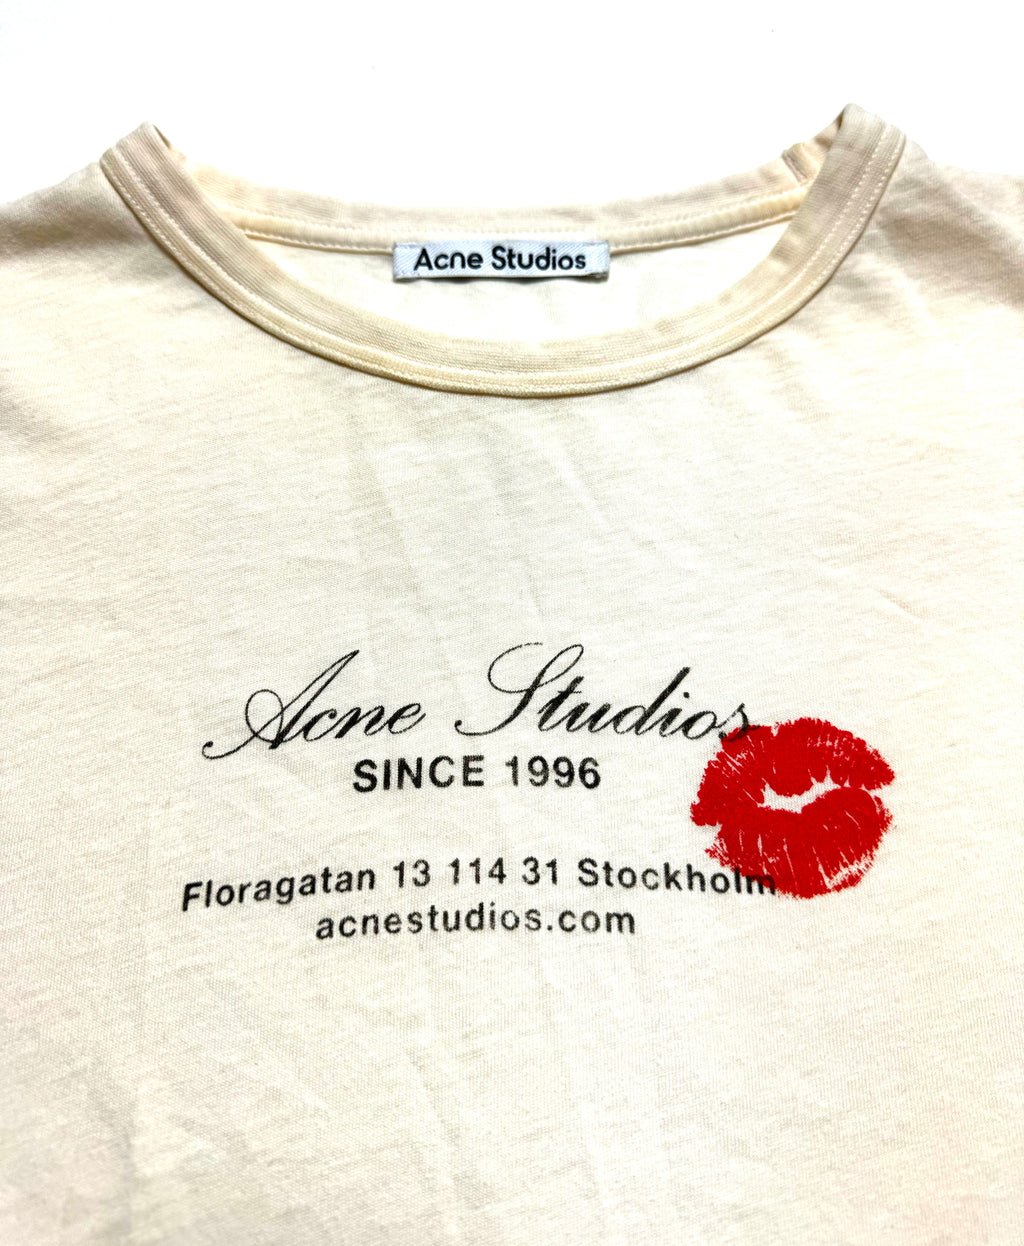 Acne Studios
Acne Studios
SINCE 1996
Floragatan 13 114 31 Stockholm
acnestudios.com